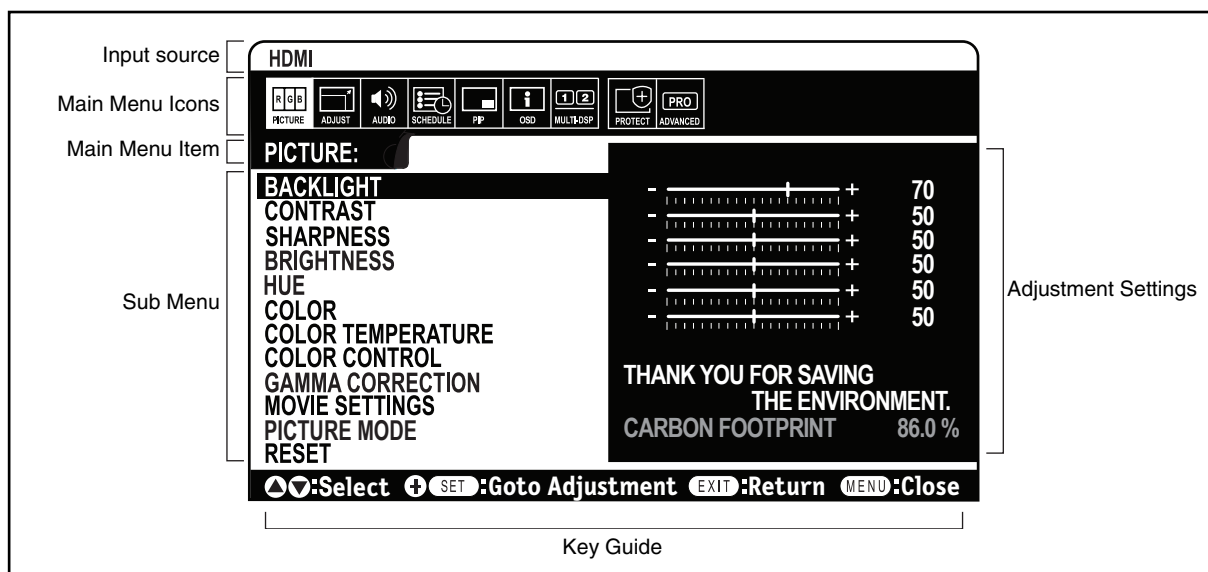 Input source
HDMI
Main Menu Icons
R G B
PICTURE
ADJUST
AUDIO
SCHEDULE
PIP
i
OSD
1 2
MULTI-DSP
PROTECT
PRO
ADVANCED
Main Menu Item
PICTURE:
Sub Menu
BACKLIGHT
CONTRAST
SHARPNESS
BRIGHTNESS
HUE
COLOR
COLOR TEMPERATURE
COLOR CONTROL
GAMMA CORRECTION
MOVIE SETTINGS
PICTURE MODE
RESET
- + 70
- + 50
- + 50
- + 50
- + 50
- + 50
THANK YOU FOR SAVING
THE ENVIRONMENT.
CARBON FOOTPRINT 86.0 %
Adjustment Settings
:Select + SET :Goto Adjustment EXIT :Return MENU :Close
Key Guide